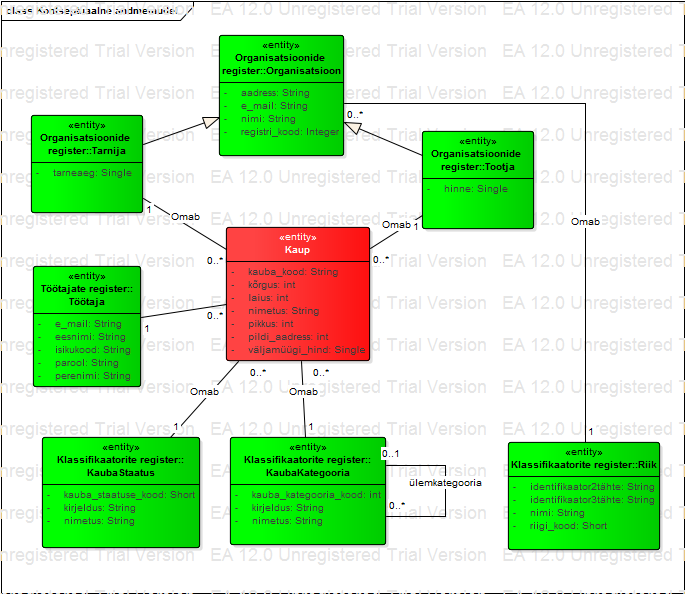 «entity»
Organisatsioonide
register::Organisatsioon
- aadress: String
- e_mail: String
- nimi: String
- registri_kood: Integer
0..*
«entity»
Organisatsioonide
register::Tarnija
- tarneaeg: Single
«entity»
Organisatsioonide
register::Tootja
- hinne: Single
1
Omab
0..*
Omab
1
0..*
Omab
«entity»
Kaup
- kauba_kood: String
- kõrgus: int
- laius: int
- nimetus: String
- pikkus: int
- pildi_aadress: int
- väljamüügi_hind: Single
«entity»
Töötajate register::
Töötaja
- e_mail: String
- eesnimi: String
- isikukood: String
- parool: String
- perenimi: String
1
0..*
0..*
0..*
Omab
Omab
1
1
1
«entity»
Klassifikaatorite register::
KaubaStaatus
- kauba_staatuse_kood: Short
- kirjeldus: String
- nimetus: String
«entity»
Klassifikaatorite register::
KaubaKategooria
- kauba_kategooria_kood: int
- kirjeldus: String
- nimetus: String
0..1
ülemkategooria
0..*
«entity»
Klassifikaatorite register::Riik
- identifikaator2tähte: String
- identifikaator3tähte: String
- nimi: String
- riigi_kood: Short
EA 12.0 Unregistered Trial Version